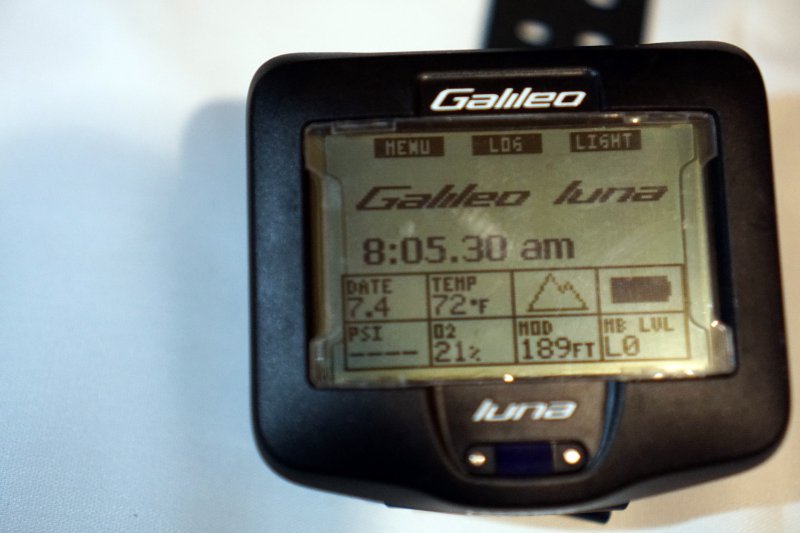 Galileo
MENU LOG LIGHT
Galileo luna
8:05.30 am
DATE TEMP
7.4 72°F
PSI O2 MOD MB LVL
---- 21% 189FT L0
luna